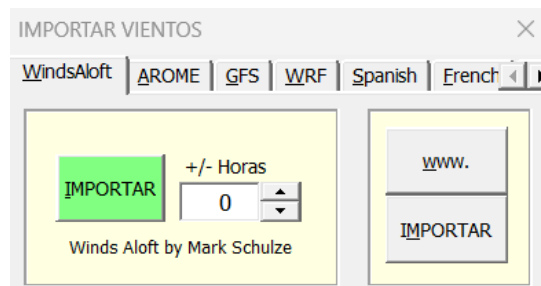 IMPORTAR VIENTOS
WindsAloft AROME GFS WRF Spanish French
+/- Horas
IMPORTAR
0
Winds Aloft by Mark Schulze
www.
IMPORTAR